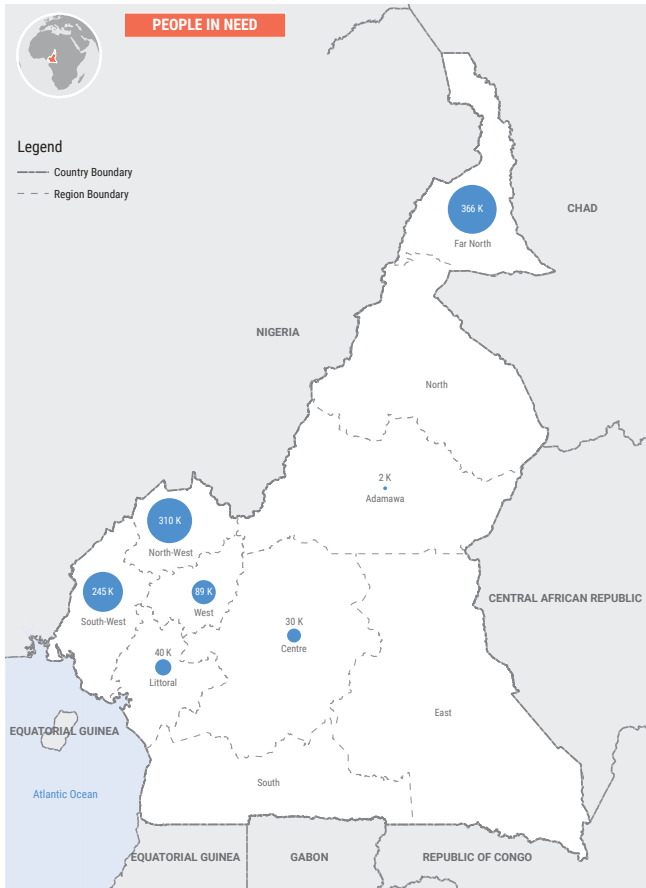 PEOPLE IN NEED
Legend
Country Boundary
Region Boundary
366 K
Far North
CHAD
NIGERIA
North
2 K
Adamawa
310 K
North-West
245 K
South-West
89 K
West
CENTRAL AFRICAN REPUBLIC
30 K
Centre
40 K
Littoral
East
EQUATORIAL GUINEA
South
Atlantic Ocean
EQUATORIAL GUINEA
GABON
REPUBLIC OF CONGO